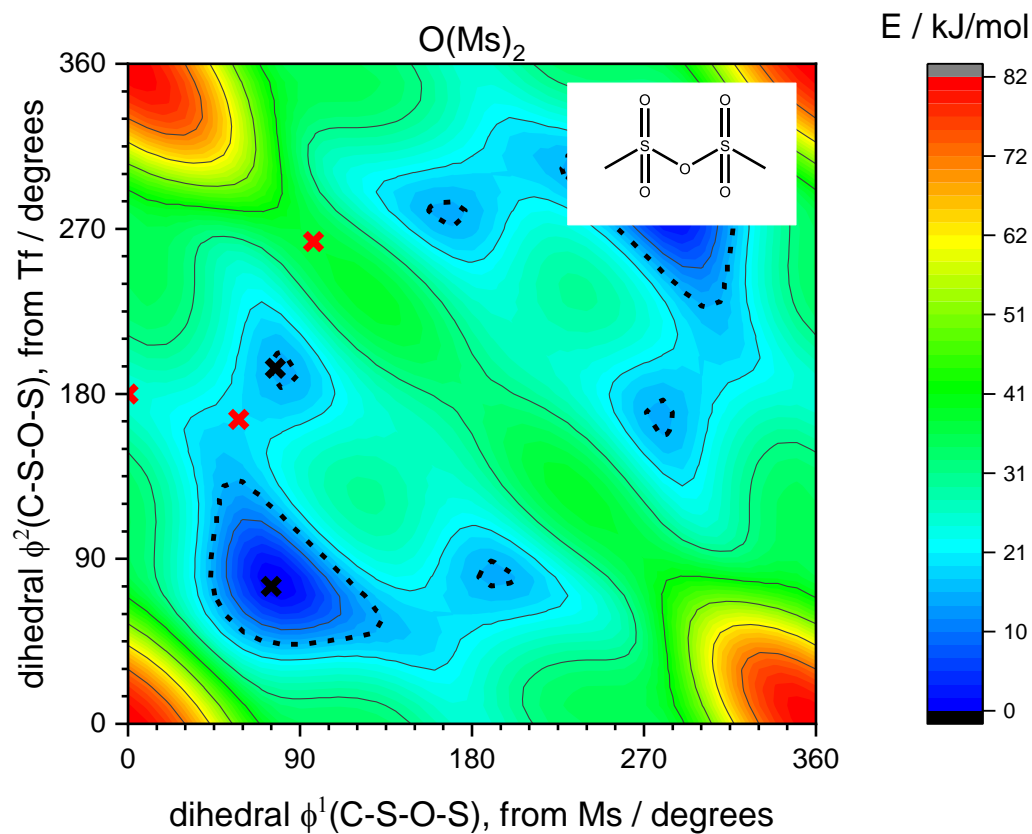 E / kJ/mol
O(Ms)₂
360
270
180
90
0
dihedral ϕ²(C-S-O-S), from Tf / degrees
0
90
180
270
360
dihedral ϕ¹(C-S-O-S), from Ms / degrees
O O
S S
O
O O
82
72
62
51
41
31
21
10
0